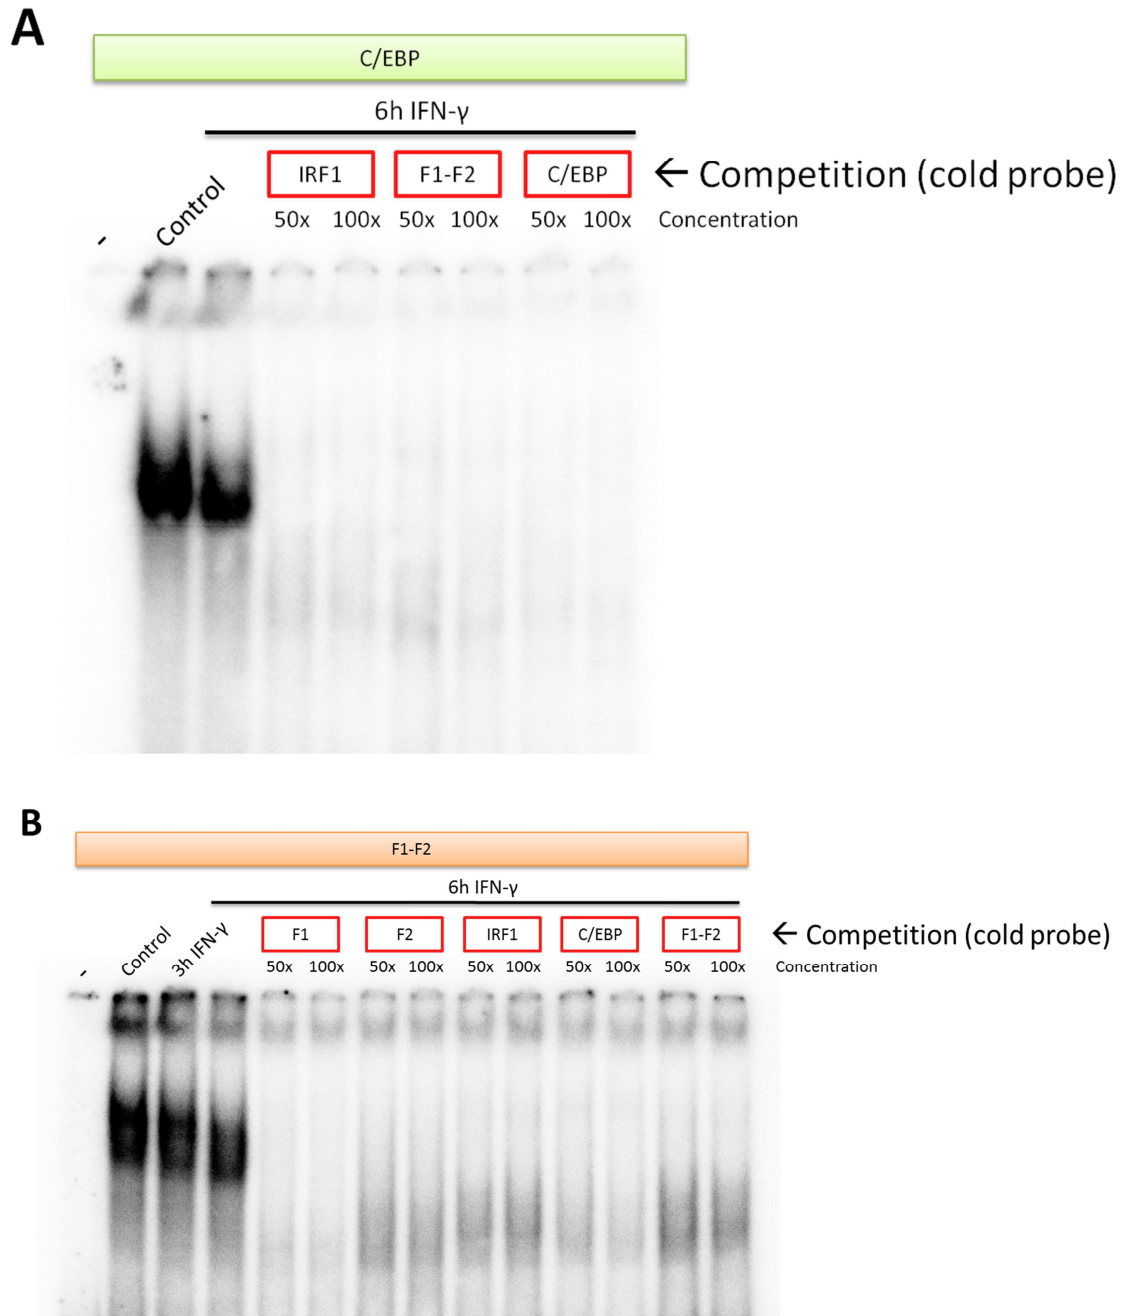 A
C/EBP
6h IFN-γ
IRF1 F1-F2 C/EBP ← Competition (cold probe)
- Control 50x 100x 50x 100x 50x 100x Concentration
B
F1-F2
6h IFN-γ
F1 F2 IRF1 C/EBP F1-F2 ← Competition (cold probe)
- Control 3h IFN-γ 50x 100x 50x 100x 50x 100x 50x 100x 50x 100x Concentration